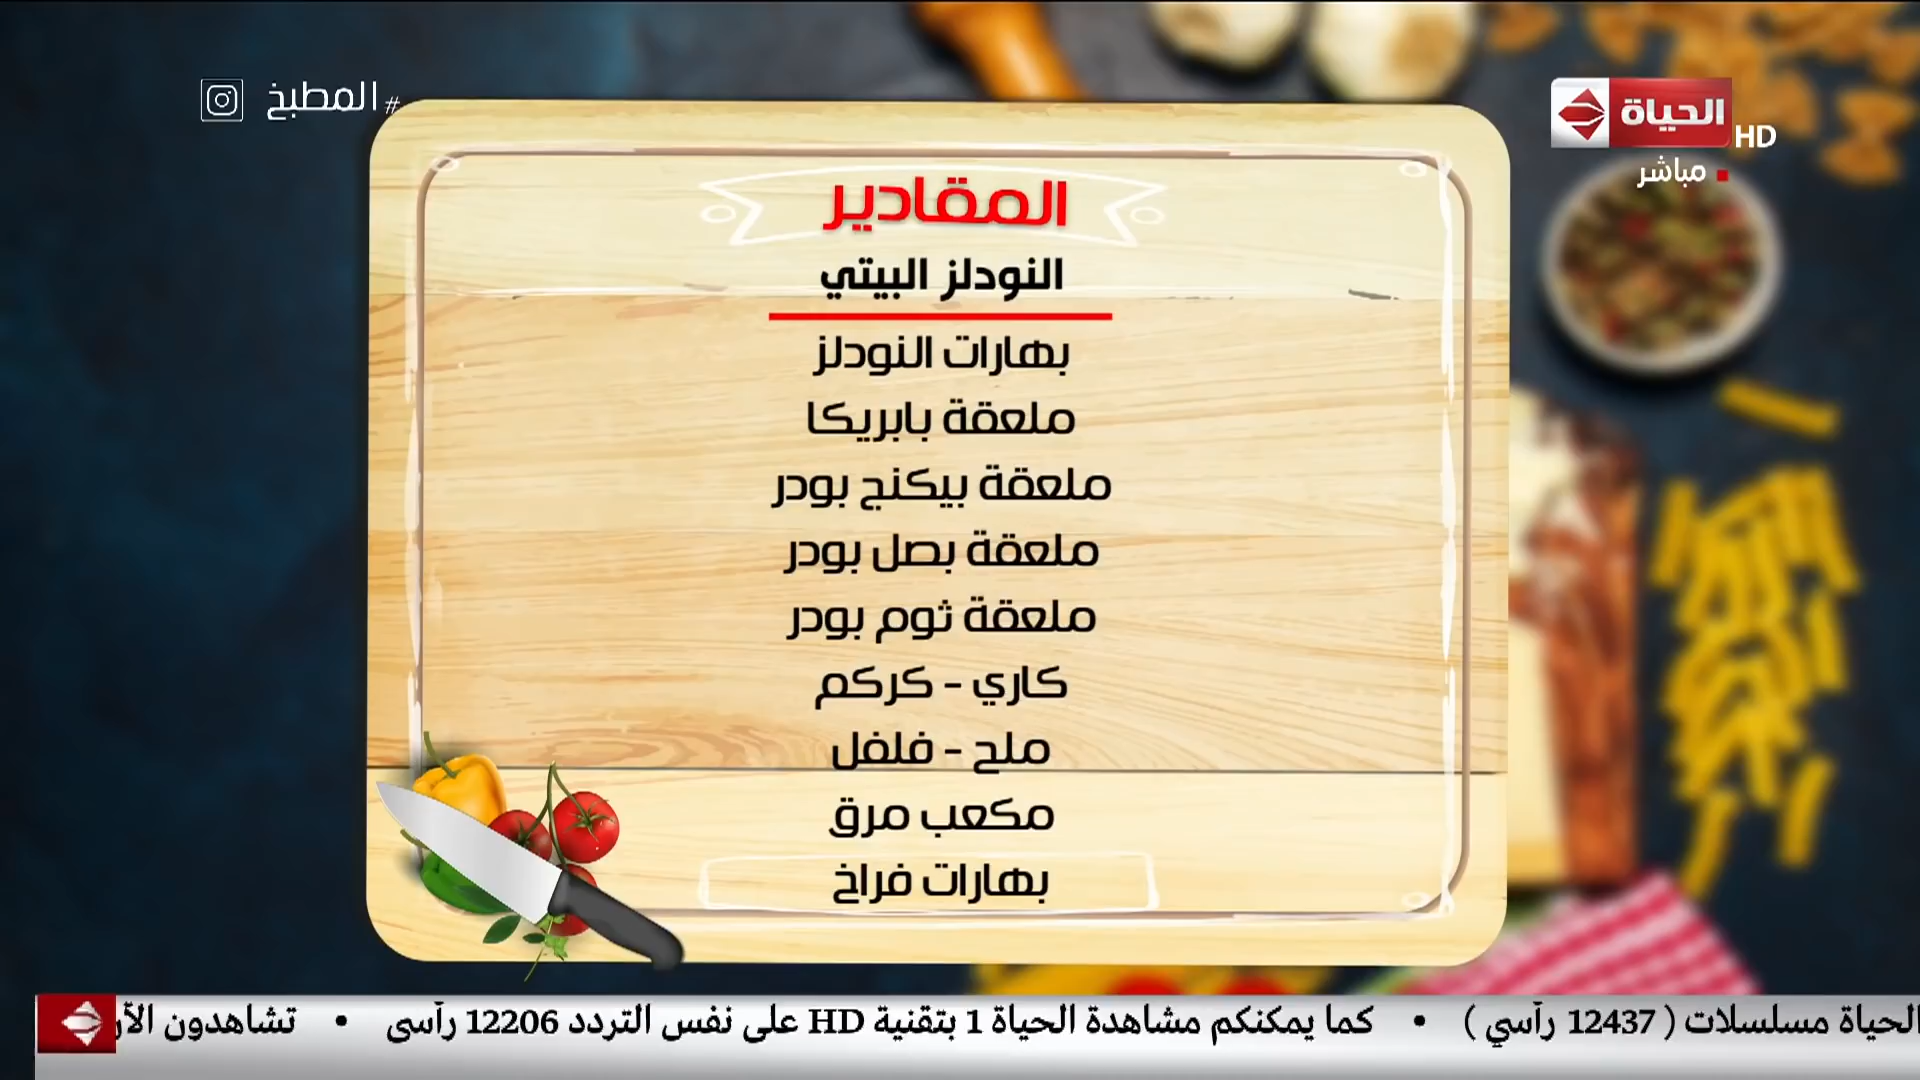 #المطبخ
الحياة
HD
مباشر
المقادير
النودلز البيتي
بهارات النودلز
ملعقة بابريكا
ملعقة بيكنج بودر
ملعقة بصل بودر
ملعقة ثوم بودر
كاري - كركم
ملح - فلفل
مكعب مرق
بهارات فراخ
الحياة مسلسلات ( 12437 رآسي ) • كما يمكنكم مشاهدة الحياة 1 بتقنية HD على نفس التردد 12206 رآسى • تشاهدون